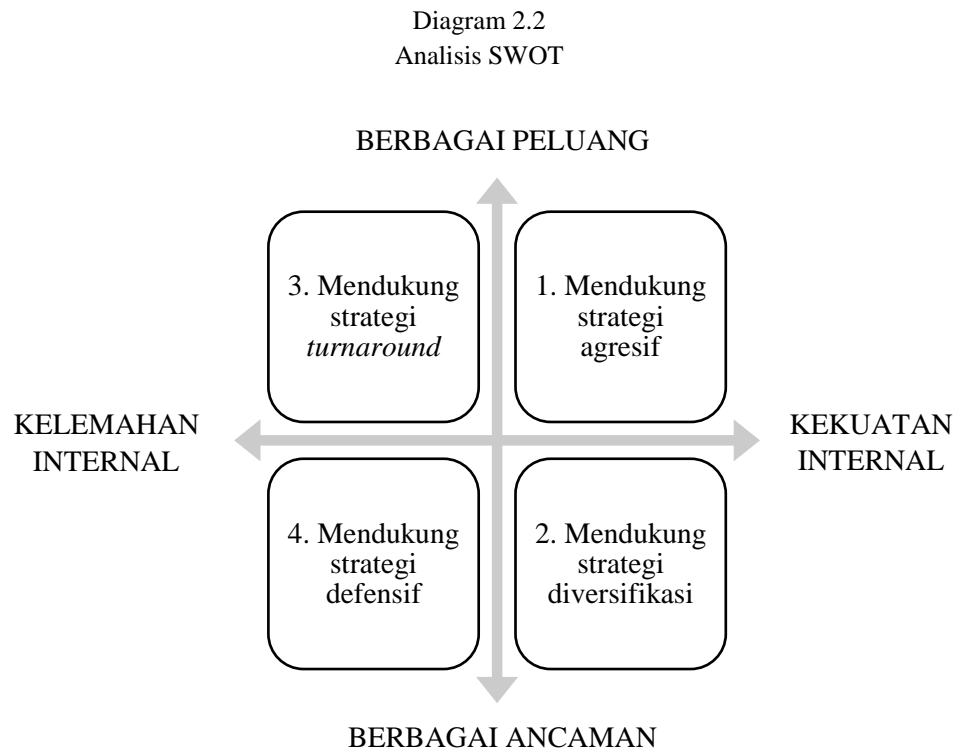 Diagram 2.2
Analisis SWOT
BERBAGAI PELUANG
3. Mendukung
strategi
turnaround
1. Mendukung
strategi
agresif
KELEMAHAN
INTERNAL
KEKUATAN
INTERNAL
4. Mendukung
strategi
defensif
2. Mendukung
strategi
diversifikasi
BERBAGAI ANCAMAN